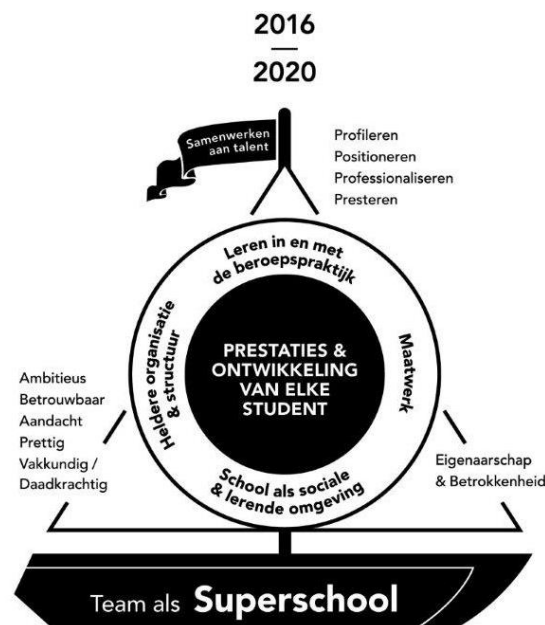 2016
2020
Samenwerken
aan talent
Profileren
Positioneren
Professionaliseren
Presteren
Leren in en met
de beroepspraktijk
Heldere organisatie
& structuur
Maatwerk
PRESTATIES &
ONTWIKKELING
VAN ELKE
STUDENT
School als sociale
& lerende omgeving
Ambitieus
Betrouwbaar
Aandacht
Prettig
Vakkundig /
Daadkrachtig
Eigenaarschap
& Betrokkenheid
Team als Superschool